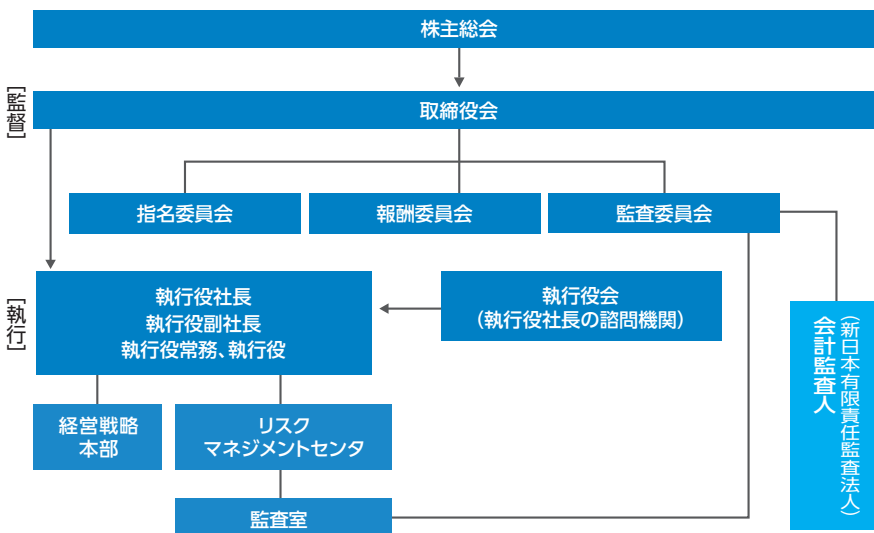 株主総会
[監督]
取締役会
指名委員会
報酬委員会
監査委員会
[執行]
執行役社長
執行役副社長
執行役常務、執行役
執行役会
(執行役社長の諮問機関)
会計監査人
(新日本有限責任監査法人)
経営戦略
本部
リスク
マネジメントセンタ
監査室